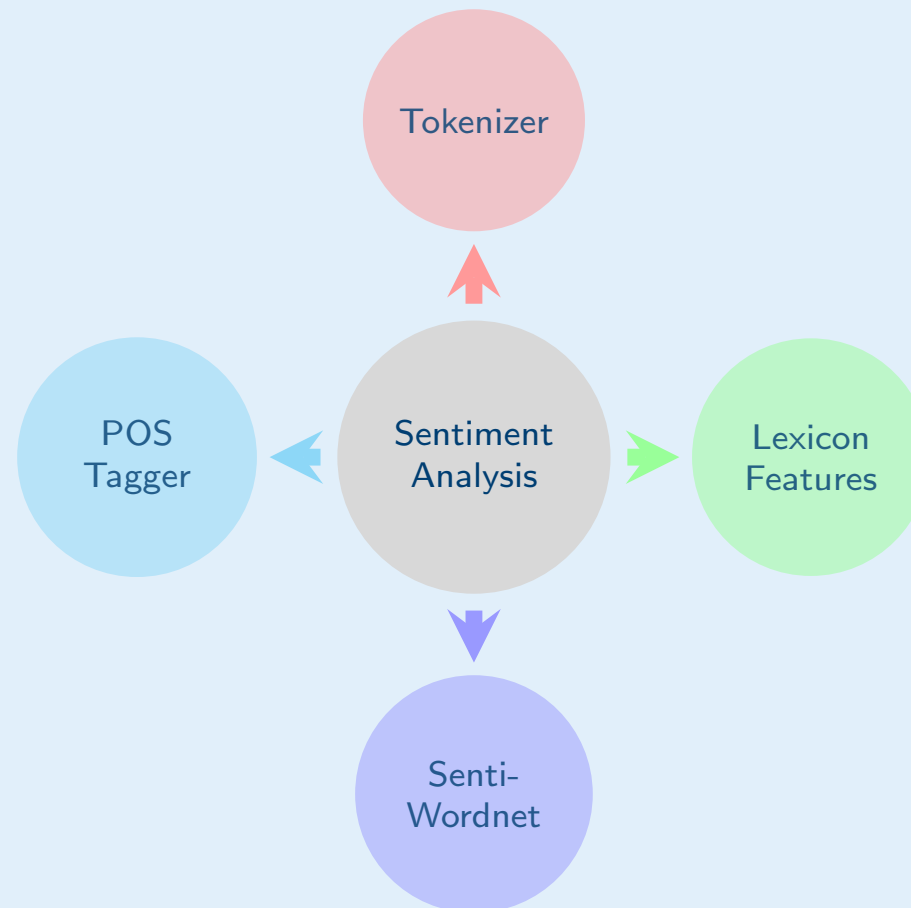 Tokenizer
POS
Tagger
Sentiment
Analysis
Lexicon
Features
Senti-
Wordnet